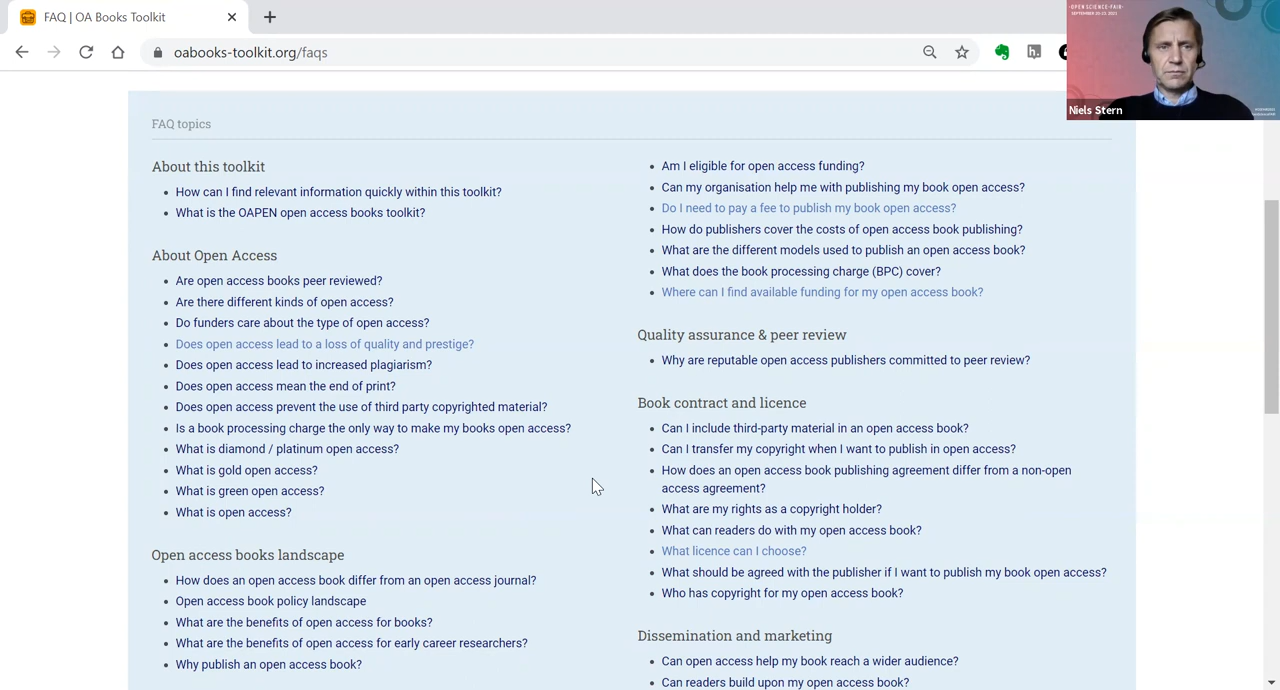 FAQ | OA Books Toolkit
oabooks-toolkit.org/faqs
OPEN SCIENCE FAIR
Niels Stern
FAQ topics
About this toolkit
How can I find relevant information quickly within this toolkit?
What is the OAPEN open access books toolkit?
About Open Access
Are open access books peer reviewed?
Are there different kinds of open access?
Do funders care about the type of open access?
Does open access lead to a loss of quality and prestige?
Does open access lead to increased plagiarism?
Does open access mean the end of print?
Does open access prevent the use of third party copyrighted material?
Is a book processing charge the only way to make my books open access?
What is diamond / platinum open access?
What is gold open access?
What is green open access?
What is open access?
Open access books landscape
How does an open access book differ from an open access journal?
Open access book policy landscape
What are the benefits of open access for books?
What are the benefits of open access for early career researchers?
Why publish an open access book?
Am I eligible for open access funding?
Can my organisation help me with publishing my book open access?
Do I need to pay a fee to publish my book open access?
How do publishers cover the costs of open access book publishing?
What are the different models used to publish an open access book?
What does the book processing charge (BPC) cover?
Where can I find available funding for my open access book?
Quality assurance & peer review
Why are reputable open access publishers committed to peer review?
Book contract and licence
Can I include third-party material in an open access book?
Can I transfer my copyright when I want to publish in open access?
How does an open access book publishing agreement differ from a non-open
access agreement?
What are my rights as a copyright holder?
What can readers do with my open access book?
What licence can I choose?
What should be agreed with the publisher if I want to publish my book open access?
Who has copyright for my open access book?
Dissemination and marketing
Can open access help my book reach a wider audience?
Can readers build upon my open access book?